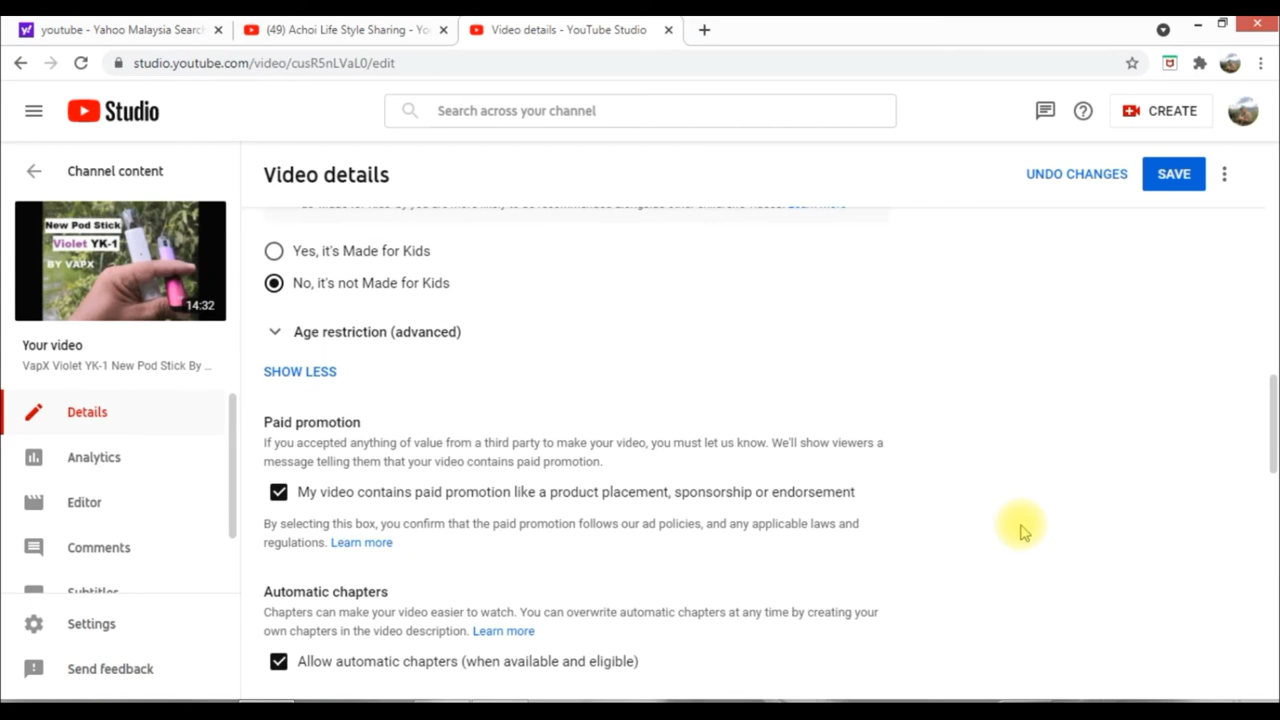 youtube - Yahoo Malaysia Search
(49) Achoi Life Style Sharing - Yo
Video details - YouTube Studio
studio.youtube.com/video/cusR5nLVaL0/edit
Studio
Search across your channel
CREATE
Channel content
Video details
UNDO CHANGES
SAVE
New Pod Stick
Violet YK-1
BY VAPX
14:32
Yes, it's Made for Kids
No, it's not Made for Kids
Age restriction (advanced)
Your video
VapX Violet YK-1 New Pod Stick By ...
SHOW LESS
Details
Analytics
Editor
Comments
Subtitles
Settings
Send feedback
Paid promotion
If you accepted anything of value from a third party to make your video, you must let us know. We'll show viewers a
message telling them that your video contains paid promotion.
My video contains paid promotion like a product placement, sponsorship or endorsement
By selecting this box, you confirm that the paid promotion follows our ad policies, and any applicable laws and
regulations. Learn more
Automatic chapters
Chapters can make your video easier to watch. You can overwrite automatic chapters at any time by creating your
own chapters in the video description. Learn more
Allow automatic chapters (when available and eligible)